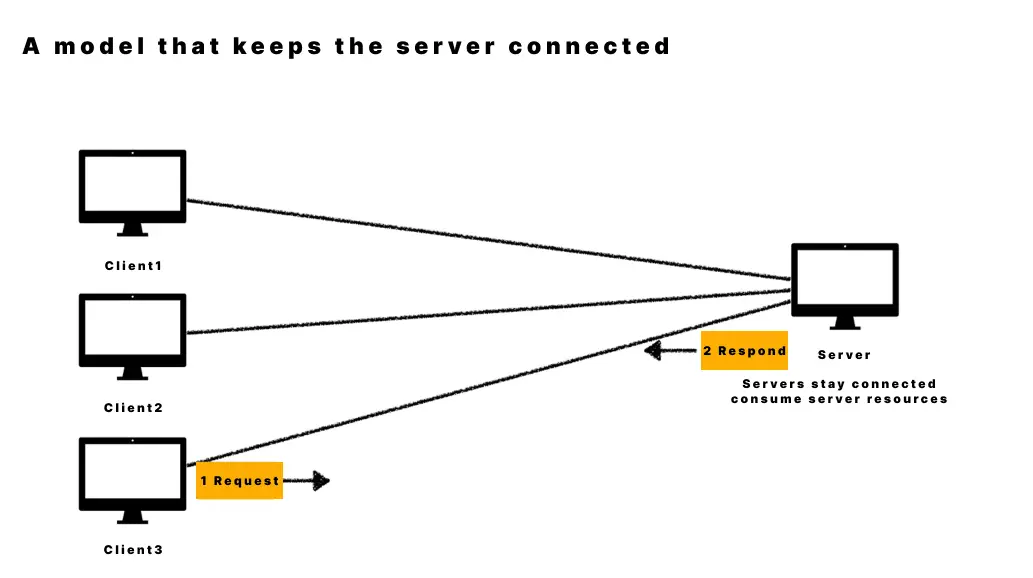 A model that keeps the server connected
Client1
Client2
2 Respond
Server
Servers stay connected
consume server resources
1 Request
Client3